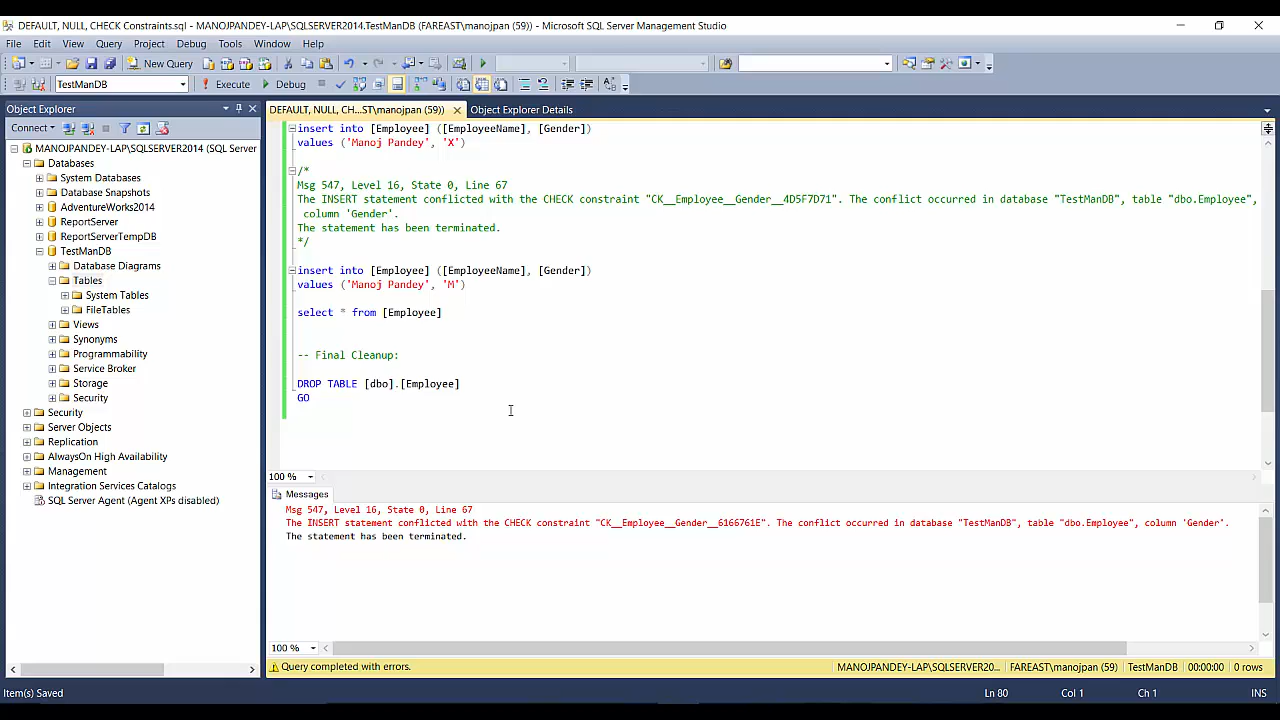 DEFAULT, NULL, CHECK Constraints.sql - MANOJPANDEY-LAP\SQLSERVER2014.TestManDB (FAREAST\manojpan (59)) - Microsoft SQL Server Management Studio
File Edit View Query Project Debug Tools Window Help
New Query
TestManDB Execute Debug
Object Explorer
Connect
MANOJPANDEY-LAP\SQLSERVER2014 (SQL Server
Databases
System Databases
Database Snapshots
AdventureWorks2014
ReportServer
ReportServerTempDB
TestManDB
Database Diagrams
Tables
System Tables
FileTables
Views
Synonyms
Programmability
Service Broker
Storage
Security
Security
Server Objects
Replication
AlwaysOn High Availability
Management
Integration Services Catalogs
SQL Server Agent (Agent XPs disabled)
DEFAULT, NULL, CH...ST\manojpan (59)) Object Explorer Details
insert into [Employee] ([EmployeeName], [Gender])
values ('Manoj Pandey', 'X')
/*
Msg 547, Level 16, State 0, Line 67
The INSERT statement conflicted with the CHECK constraint "CK__Employee__Gender__4D5F7D71". The conflict occurred in database "TestManDB", table "dbo.Employee",
column 'Gender'.
The statement has been terminated.
*/
insert into [Employee] ([EmployeeName], [Gender])
values ('Manoj Pandey', 'M')
select * from [Employee]
-- Final Cleanup:
DROP TABLE [dbo].[Employee]
GO
100 %
Messages
Msg 547, Level 16, State 0, Line 67
The INSERT statement conflicted with the CHECK constraint "CK__Employee__Gender__6166761E". The conflict occurred in database "TestManDB", table "dbo.Employee", column 'Gender'.
The statement has been terminated.
100 %
Query completed with errors. MANOJPANDEY-LAP\SQLSERVER20... FAREAST\manojpan (59) TestManDB 00:00:00 0 rows
Item(s) Saved Ln 80 Col 1 Ch 1 INS